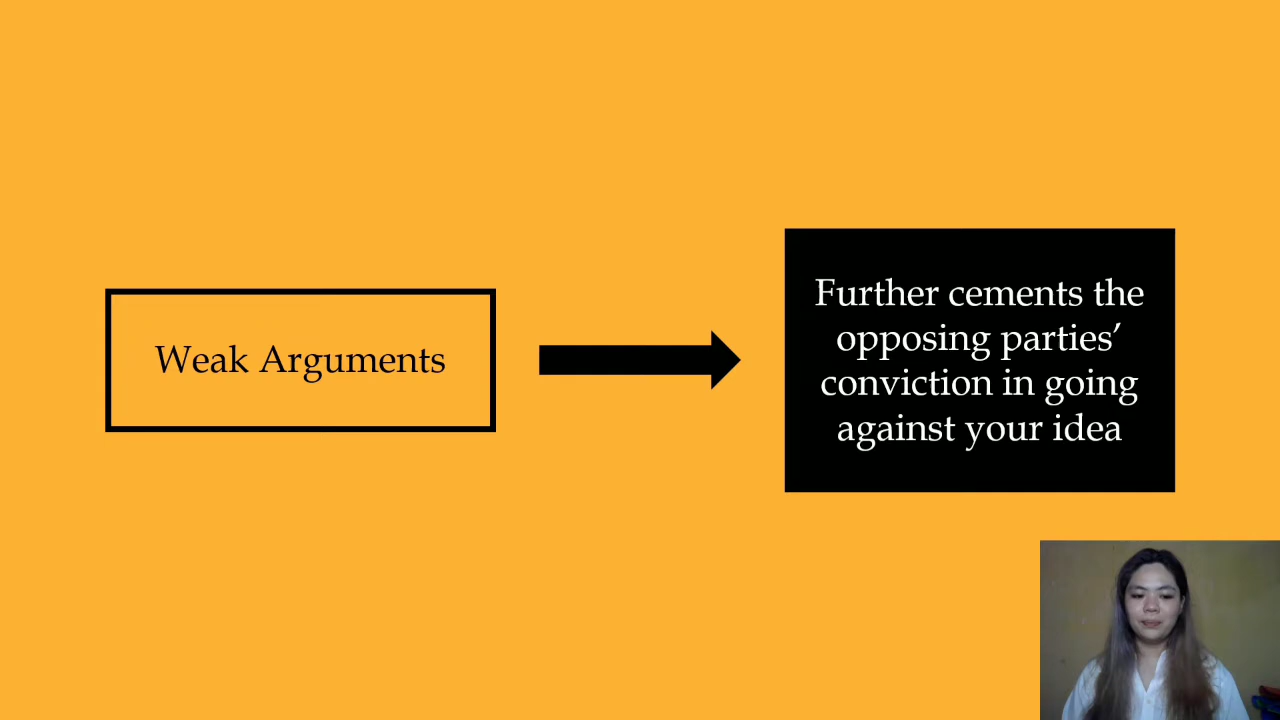 Weak Arguments
Further cements the
opposing parties’
conviction in going
against your idea